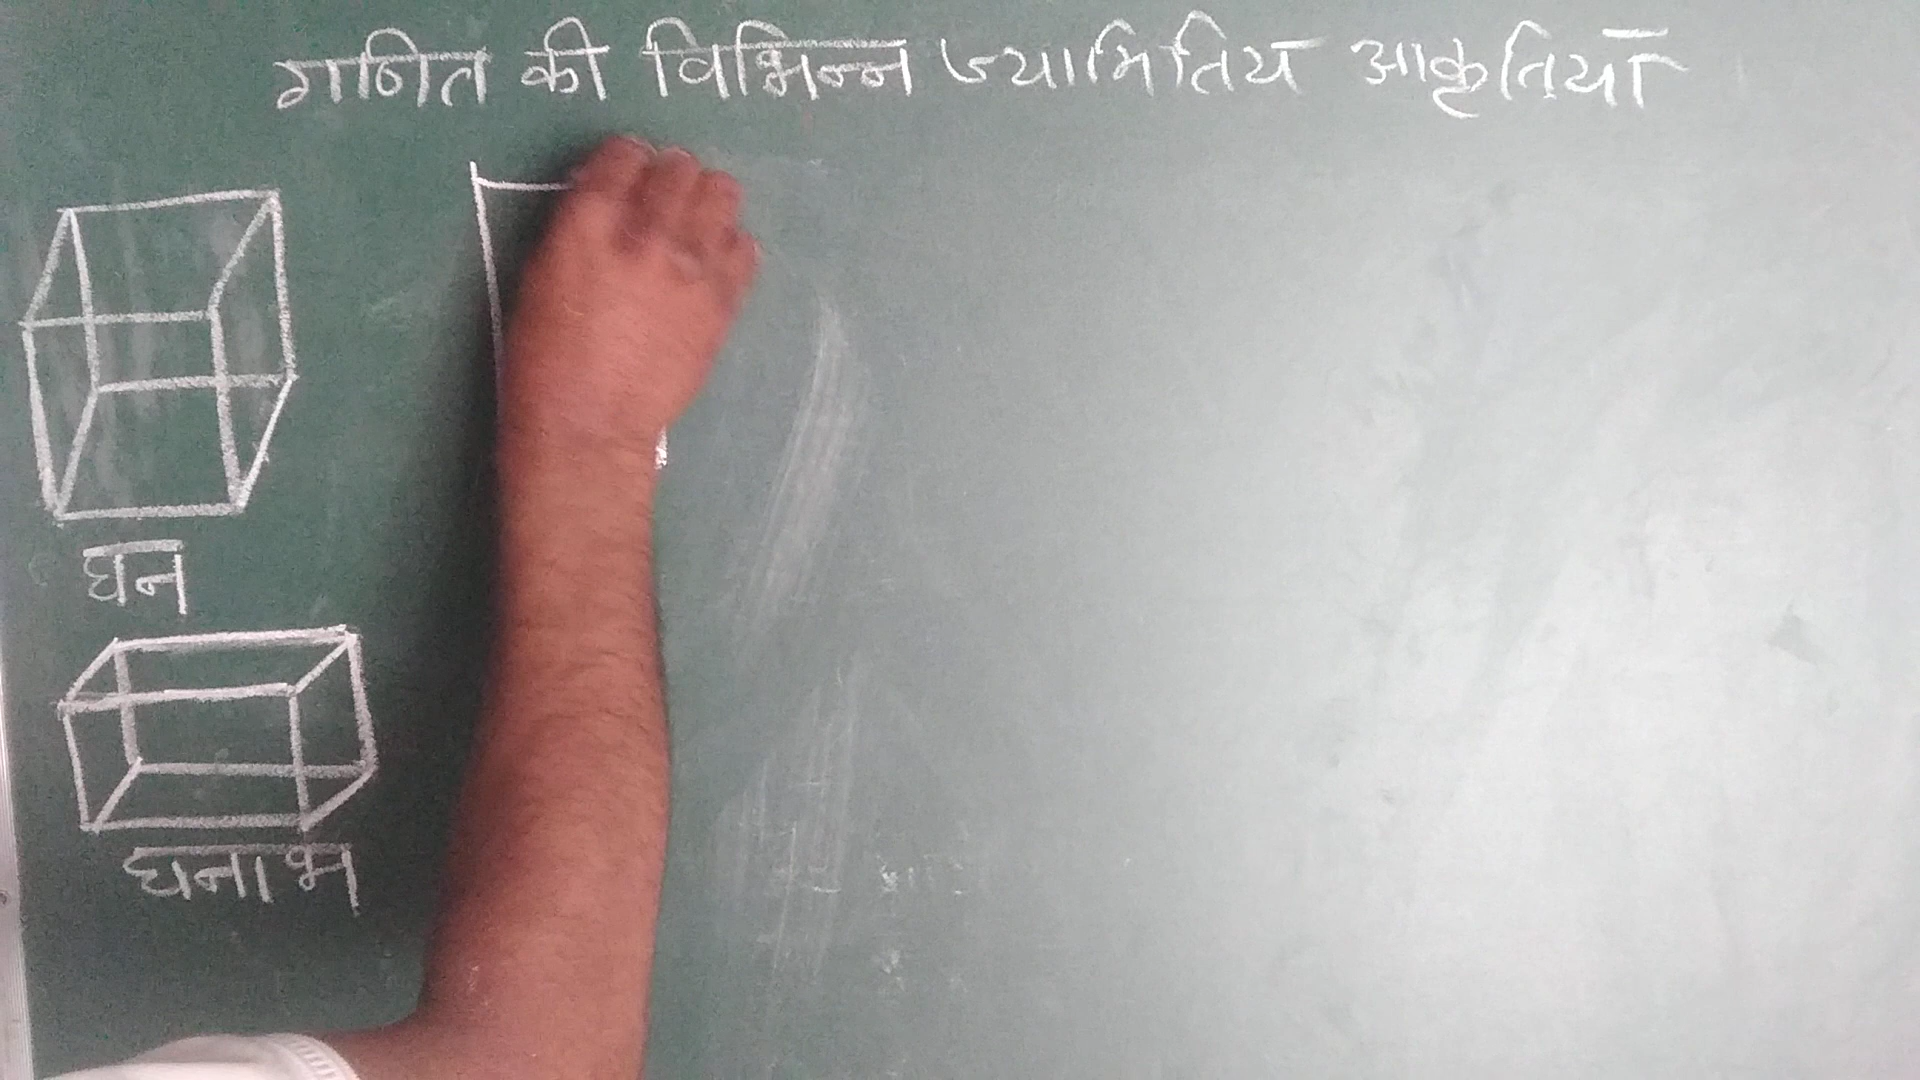 गणित की विभिन्न ज्यामितिय आकृतियाँ
घन
घनाभ